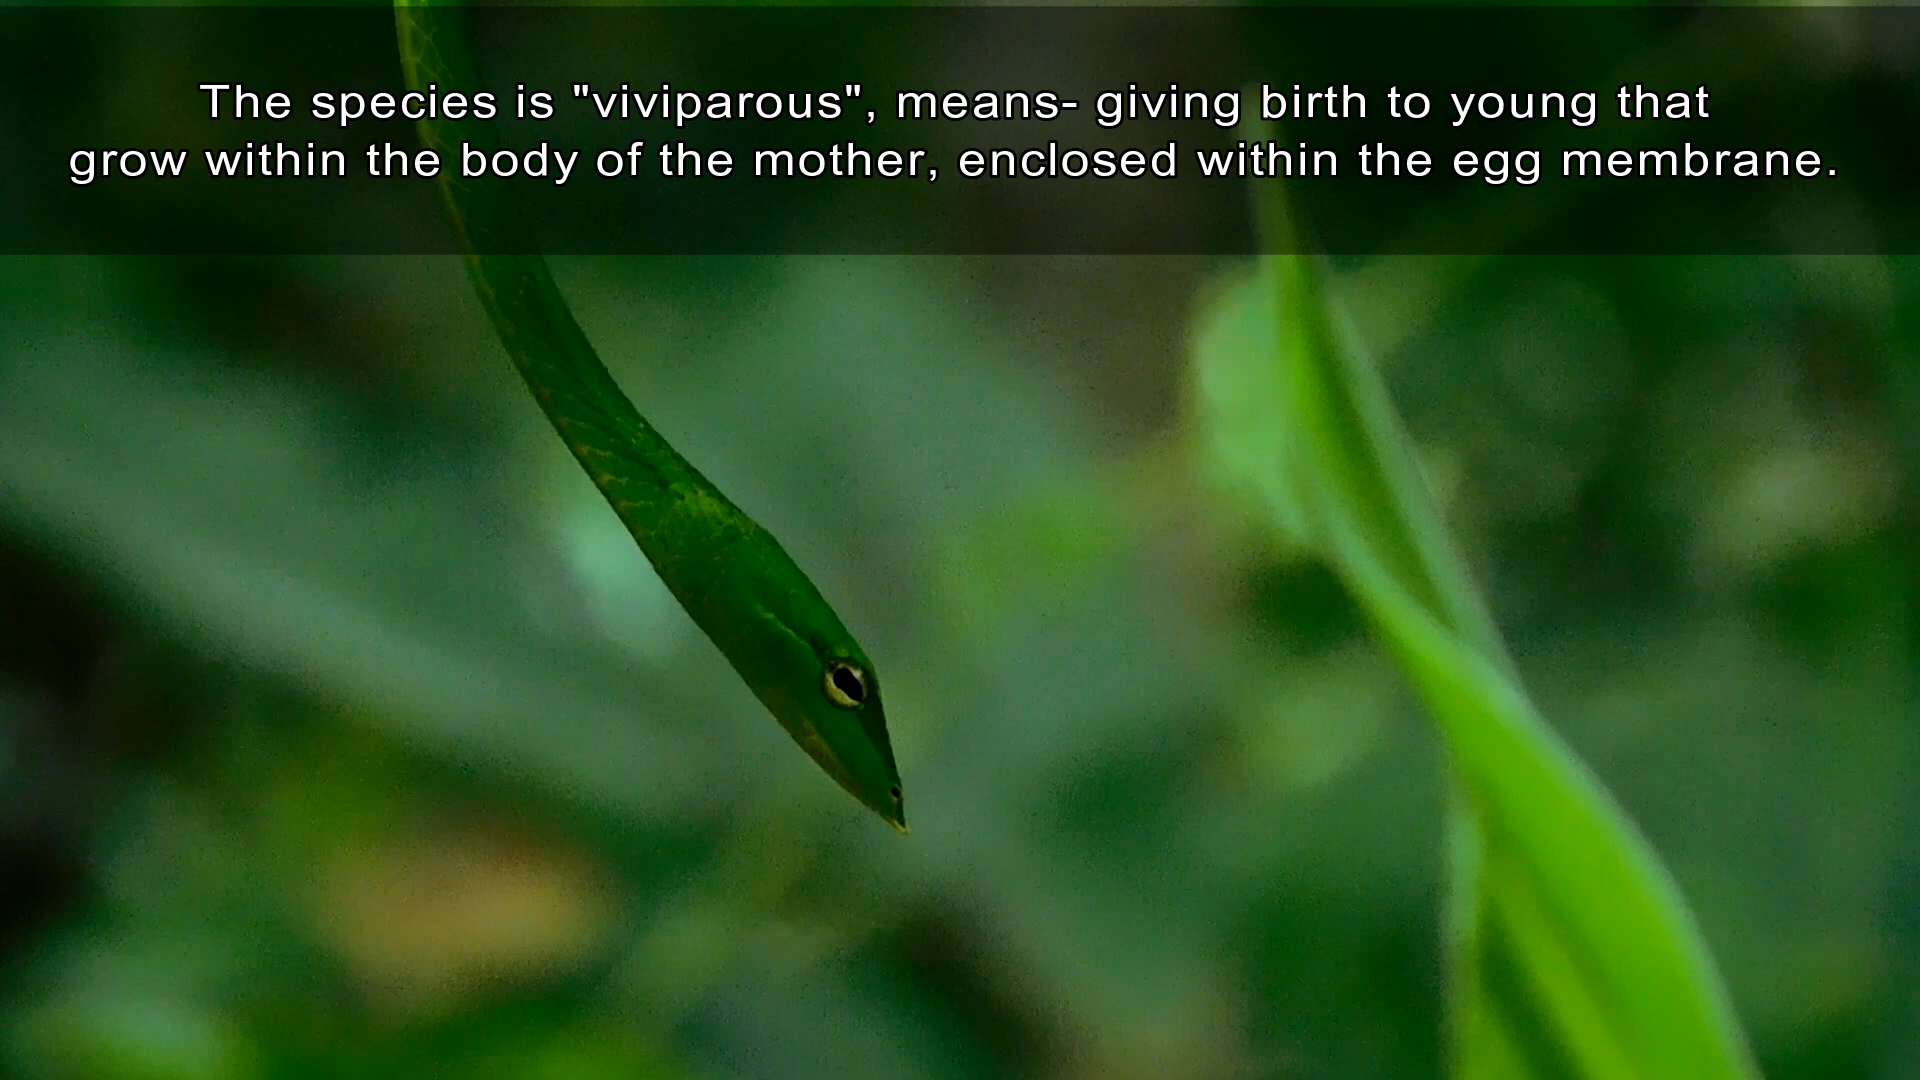 The species is "viviparous", means- giving birth to young that
grow within the body of the mother, enclosed within the egg membrane.